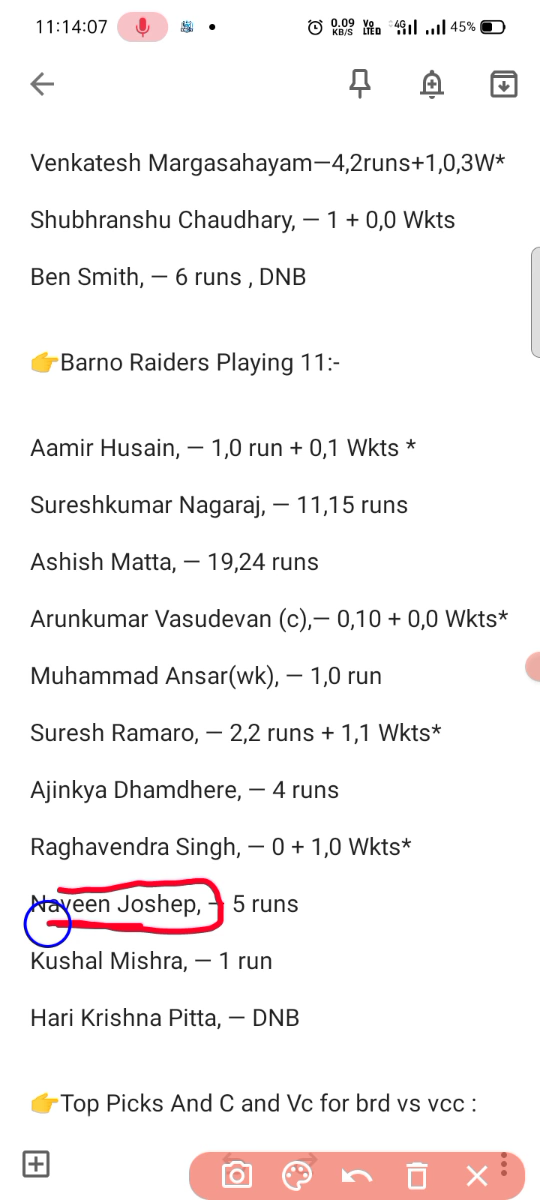 11:14:07
0.09 KB/S Vo LTED 4G 45%
Venkatesh Margasahayam—4,2runs+1,0,3W*
Shubhranshu Chaudhary, — 1 + 0,0 Wkts
Ben Smith, — 6 runs , DNB
👉Barno Raiders Playing 11:-
Aamir Husain, — 1,0 run + 0,1 Wkts *
Sureshkumar Nagaraj, — 11,15 runs
Ashish Matta, — 19,24 runs
Arunkumar Vasudevan (c),— 0,10 + 0,0 Wkts*
Muhammad Ansar(wk), — 1,0 run
Suresh Ramaro, — 2,2 runs + 1,1 Wkts*
Ajinkya Dhamdhere, — 4 runs
Raghavendra Singh, — 0 + 1,0 Wkts*
Naveen Joshep, — 5 runs
Kushal Mishra, — 1 run
Hari Krishna Pitta, — DNB
👉Top Picks And C and Vc for brd vs vcc :